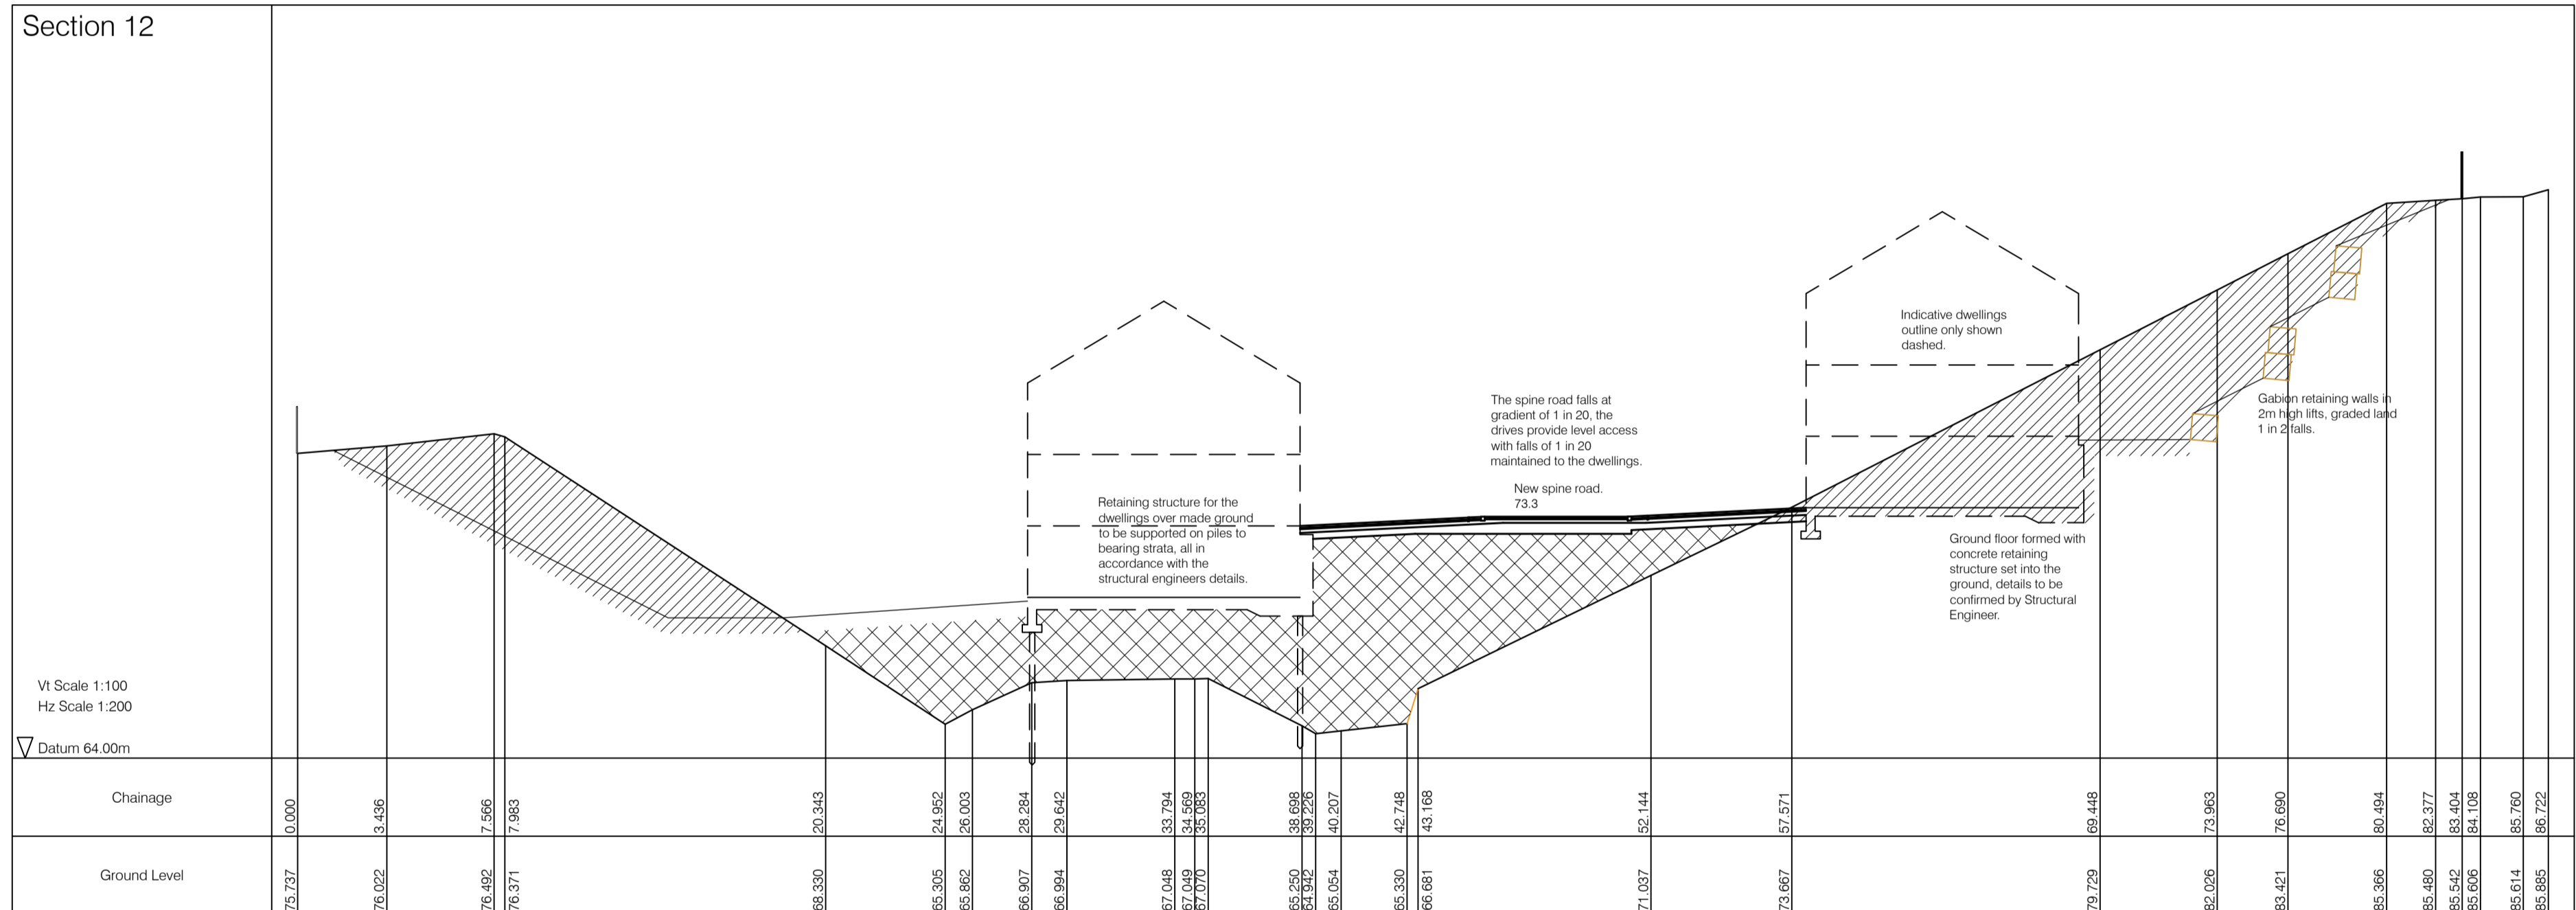 Section 12
Indicative dwellings
outline only shown
dashed.
The spine road falls at
gradient of 1 in 20, the
drives provide level access
with falls of 1 in 20
maintained to the dwellings.
Gabion retaining walls in
2m high lifts, graded land
1 in 2 falls.
New spine road.
73.3
Retaining structure for the
dwellings over made ground
to be supported on piles to
bearing strata, all in
accordance with the
structural engineers details.
Ground floor formed with
concrete retaining
structure set into the
ground, details to be
confirmed by Structural
Engineer.
Vt Scale 1:100
Hz Scale 1:200
Datum 64.00m
Chainage
0.000
3.436
7.566
7.983
20.343
24.952
26.003
28.284
29.642
33.794
34.569
35.083
38.698
39.226
40.207
42.748
43.168
52.144
57.571
69.448
73.963
76.690
80.494
82.377
83.404
84.108
85.760
86.722
Ground Level
75.737
76.022
76.492
76.371
68.330
65.305
65.862
66.907
66.994
67.048
67.049
67.070
65.250
64.942
65.054
65.330
66.681
71.037
73.667
79.729
82.026
83.421
85.366
85.480
85.542
85.606
85.614
85.885